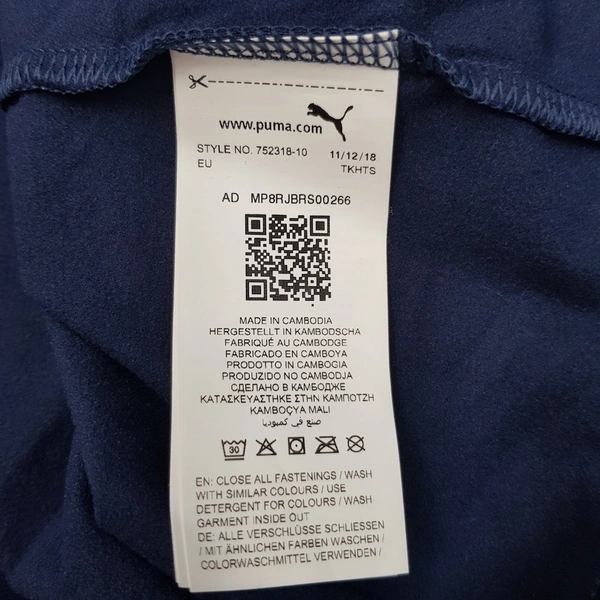 www.puma.com
STYLE NO. 752318-10 11/12/18
EU TKHTS
AD MP8RJBRS00266
MADE IN CAMBODIA
HERGESTELLT IN KAMBODSCHA
FABRIQUÉ AU CAMBODGE
FABRICADO EN CAMBOYA
PRODOTTO IN CAMBOGIA
PRODUZIDO NO CAMBODJA
СДЕЛАНО В КАМБОДЖЕ
ΚΑΤΑΣΚΕΥΑΣΤΗΚΕ ΣΤΗΝ ΚΑΜΠΟΤΖΗ
KAMBOÇYA MALI
صنع في كمبوديا
30
EN: CLOSE ALL FASTENINGS / WASH
WITH SIMILAR COLOURS / USE
DETERGENT FOR COLOURS / WASH
GARMENT INSIDE OUT
DE: ALLE VERSCHLÜSSE SCHLIESSEN
/ MIT ÄHNLICHEN FARBEN WASCHEN /
COLORWASCHMITTEL VERWENDEN /